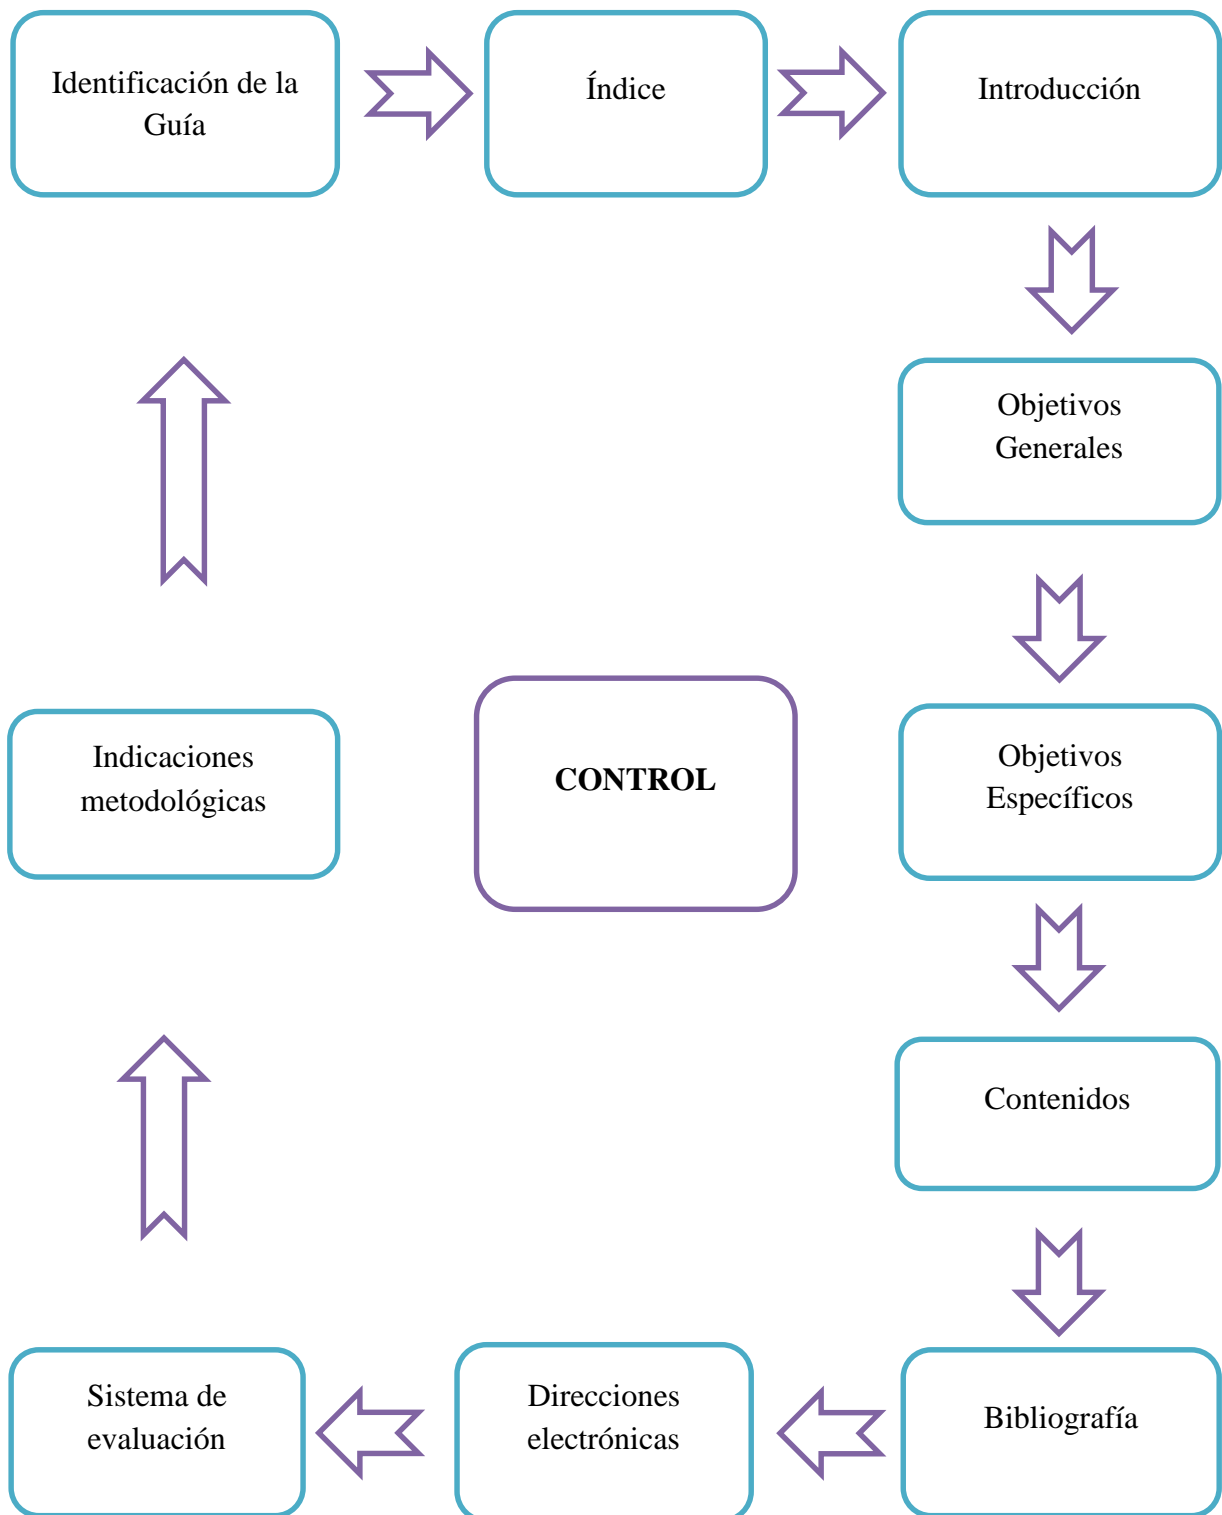 Identificación de la
Guía
Índice
Introducción
Objetivos
Generales
Objetivos
Específicos
Indicaciones
metodológicas
CONTROL
Contenidos
Bibliografía
Direcciones
electrónicas
Sistema de
evaluación